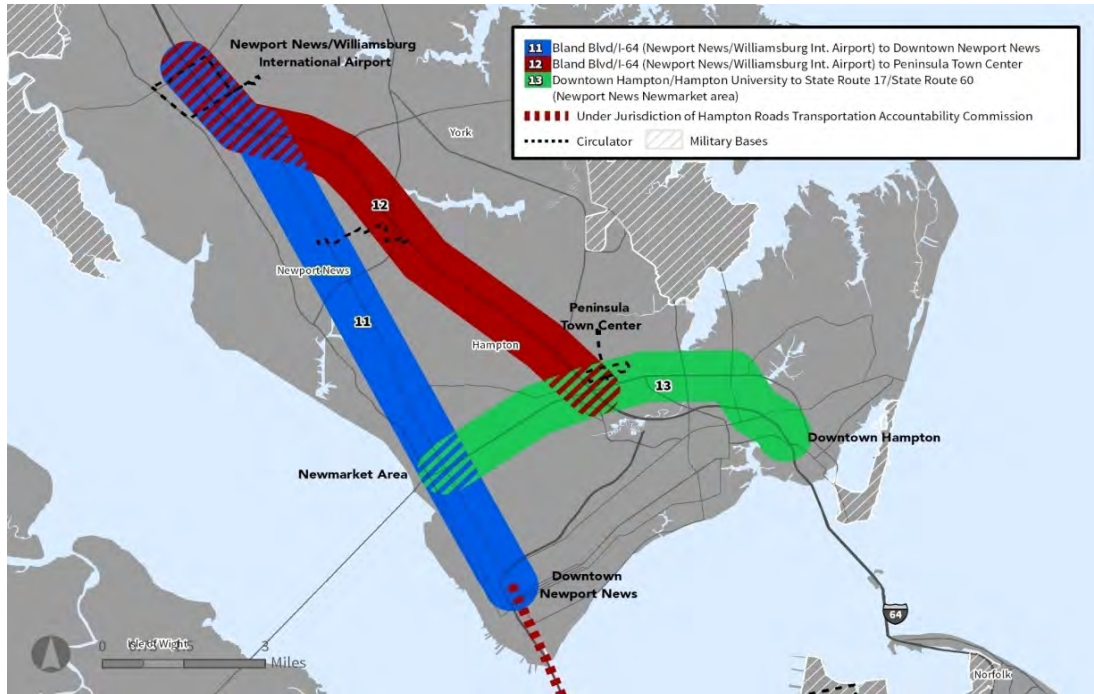 Newport News/Williamsburg
International Airport
11 Bland Blvd/I-64 (Newport News/Williamsburg Int. Airport) to Downtown Newport News
12 Bland Blvd/I-64 (Newport News/Williamsburg Int. Airport) to Peninsula Town Center
13 Downtown Hampton/Hampton University to State Route 17/State Route 60
(Newport News Newmarket area)
Under Jurisdiction of Hampton Roads Transportation Accountability Commission
Circulator
Military Bases
York
12
Newport News
11
Peninsula
Town Center
Hampton
13
Downtown Hampton
Newmarket Area
Downtown
Newport News
64
Isle of Wight
0
3
Miles
Norfolk